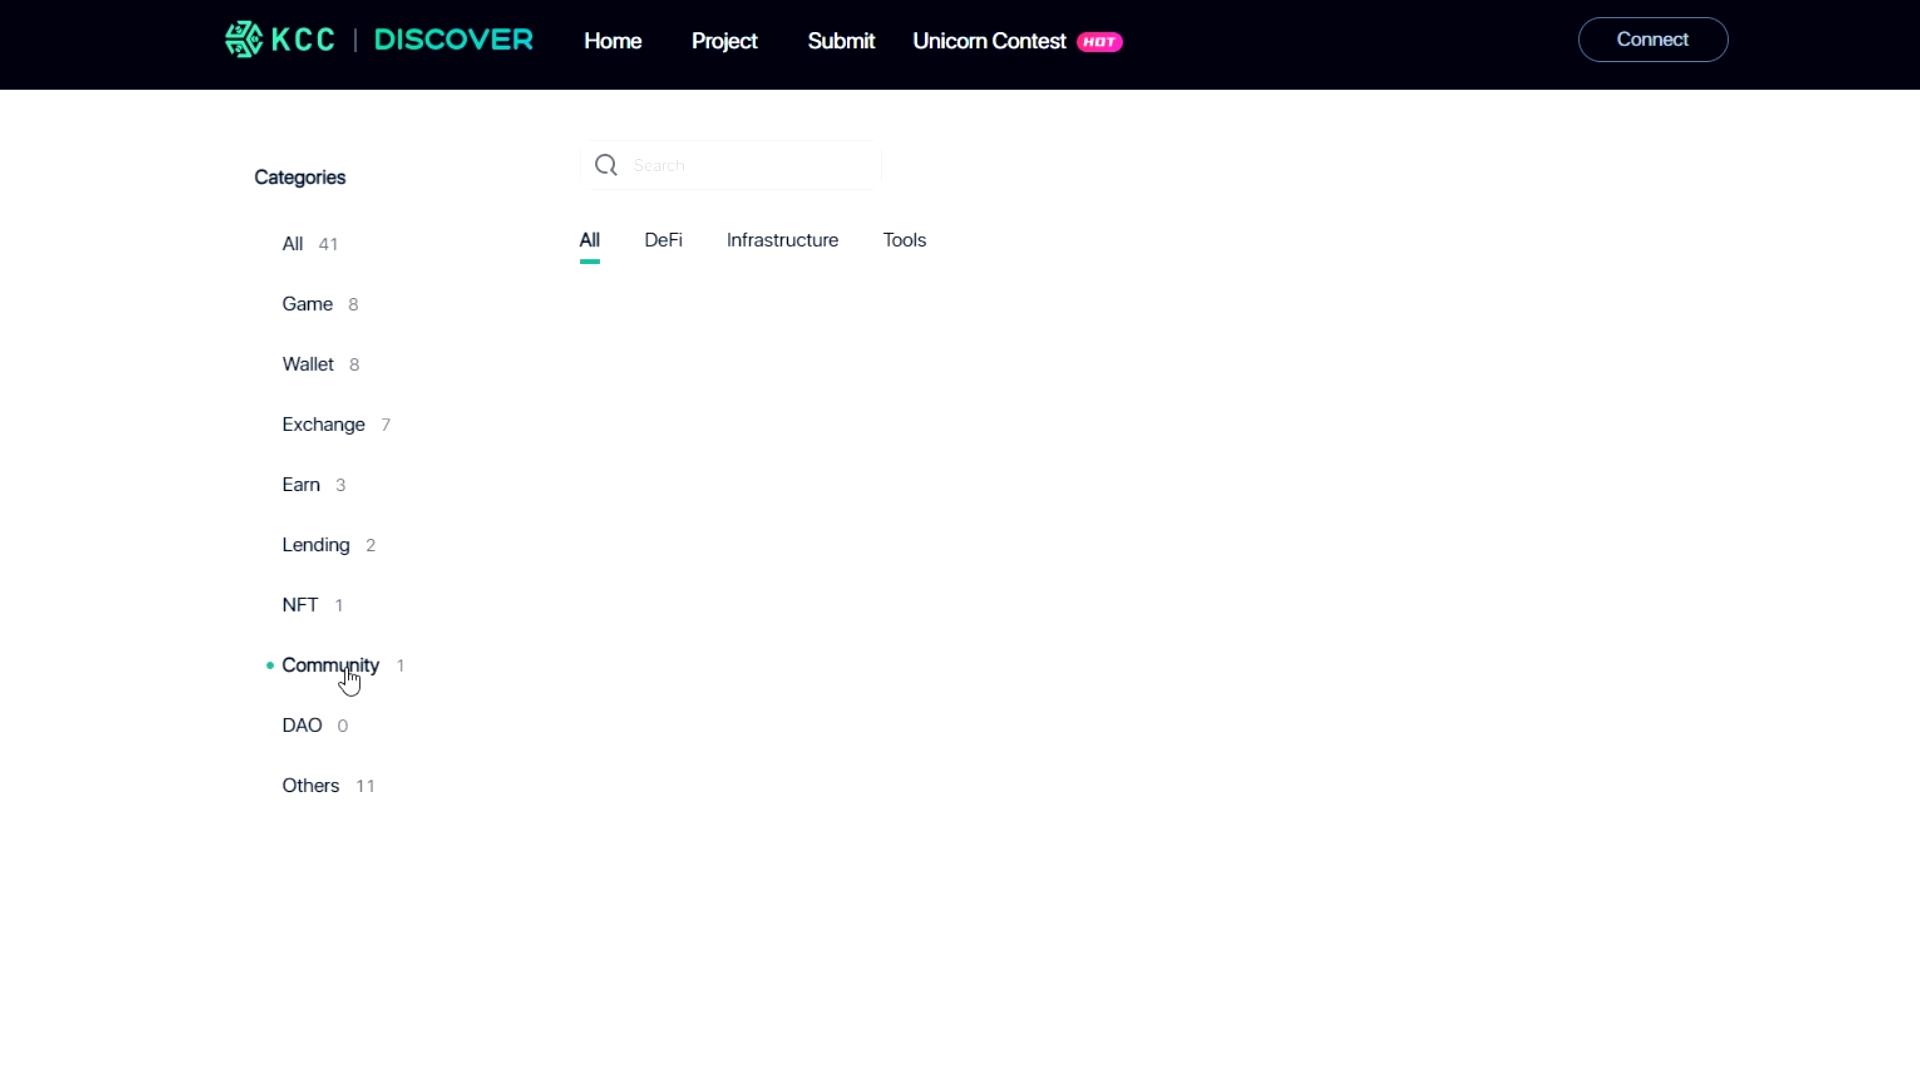 KCC | DISCOVER Home Project Submit Unicorn Contest HOT Connect
Search
Categories
All DeFi Infrastructure Tools
All 41
Game 8
Wallet 8
Exchange 7
Earn 3
Lending 2
NFT 1
Community 1
DAO 0
Others 11